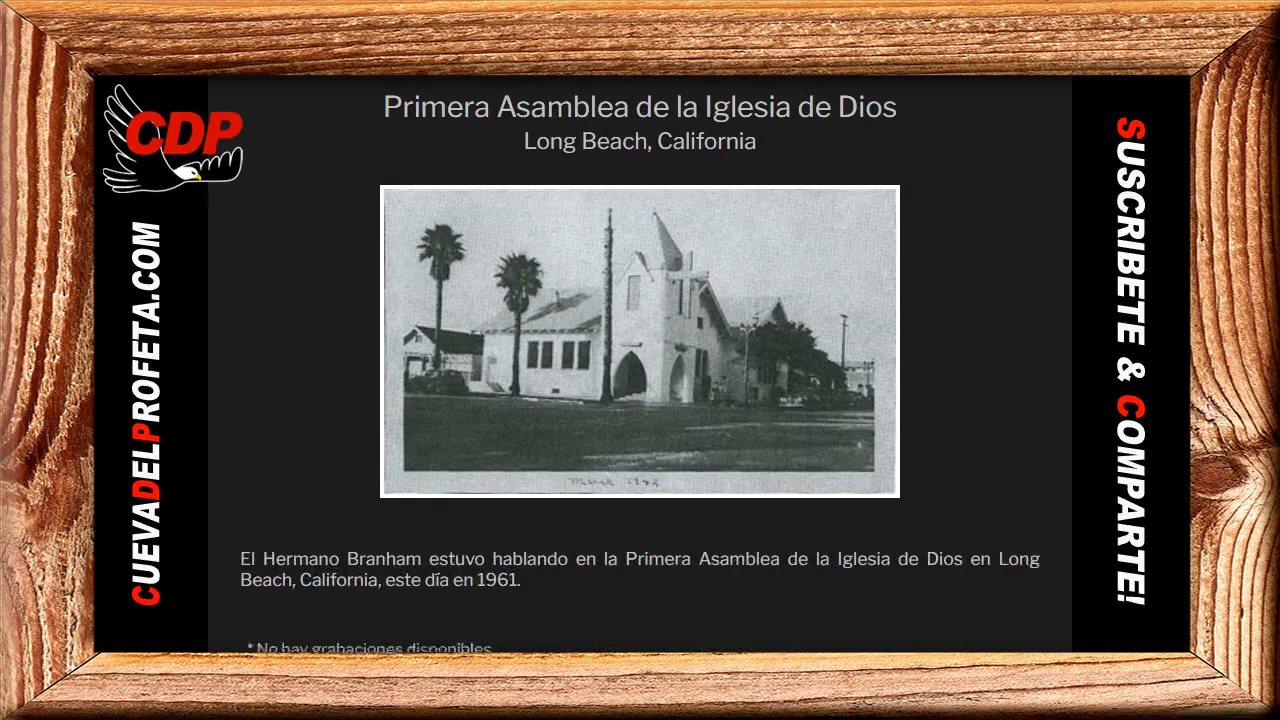 CDP
CUEVADELPROFETA.COM
Primera Asamblea de la Iglesia de Dios
Long Beach, California
El Hermano Branham estuvo hablando en la Primera Asamblea de la Iglesia de Dios en Long
Beach, California, este día en 1961.
* No hay grabaciones disponibles
SUSCRIBETE & COMPARTE!